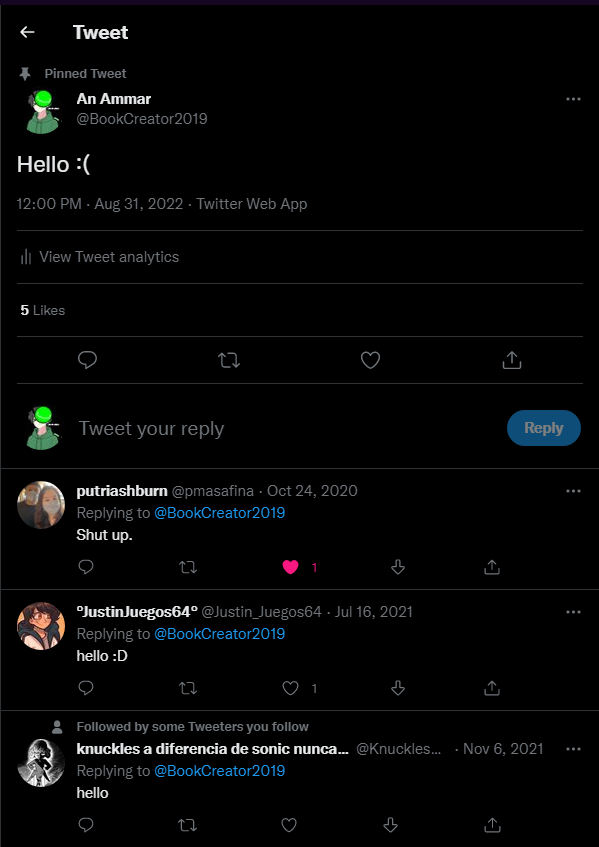 Tweet
Pinned Tweet
An Ammar
@BookCreator2019
Hello :(
12:00 PM · Aug 31, 2022 · Twitter Web App
View Tweet analytics
5 Likes
Tweet your reply
Reply
putriashburn @pmasafina · Oct 24, 2020
Replying to @BookCreator2019
Shut up.
1
°JustinJuegos64° @Justin_Juegos64 · Jul 16, 2021
Replying to @BookCreator2019
hello :D
1
Followed by some Tweeters you follow
knuckles a diferencia de sonic nunca... @Knuckles... · Nov 6, 2021
Replying to @BookCreator2019
hello